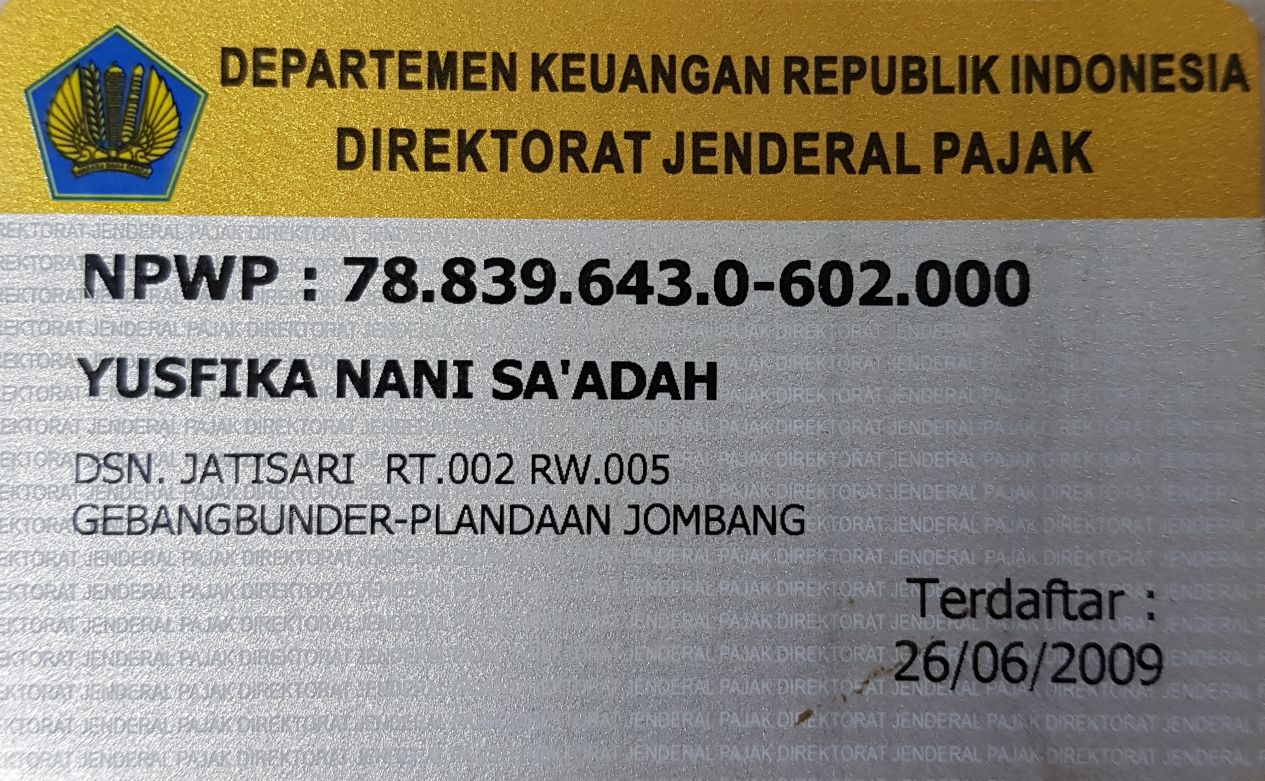 DEPARTEMEN KEUANGAN REPUBLIK INDONESIA
DIREKTORAT JENDERAL PAJAK
NPWP : 78.839.643.0-602.000
YUSFIKA NANI SA'ADAH
DSN. JATISARI RT.002 RW.005
GEBANGBUNDER-PLANDAAN JOMBANG
Terdaftar :
26/06/2009